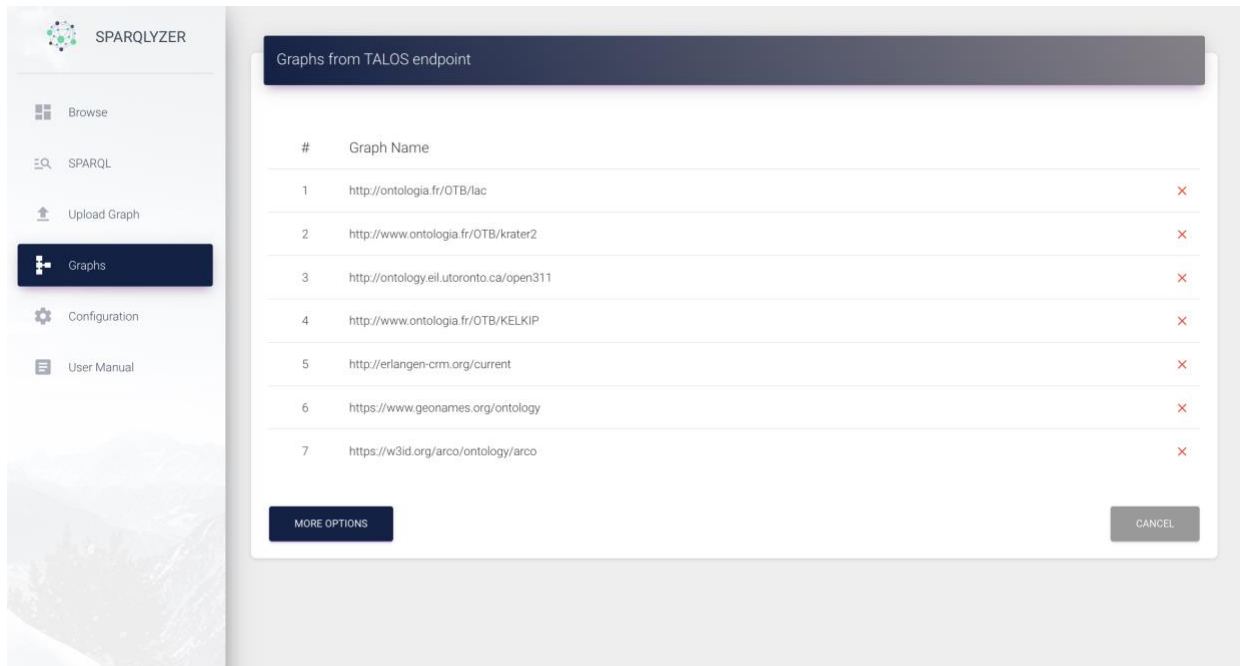 SPARQLYZER
Browse
SPARQL
Upload Graph
Graphs
Configuration
User Manual
Graphs from TALOS endpoint
# Graph Name
1 http://ontologia.fr/OTB/lac
2 http://www.ontologia.fr/OTB/krater2
3 http://ontology.eil.utoronto.ca/open311
4 http://www.ontologia.fr/OTB/KELKIP
5 http://erlangen-crm.org/current
6 https://www.geonames.org/ontology
7 https://w3id.org/arco/ontology/arco
MORE OPTIONS
CANCEL